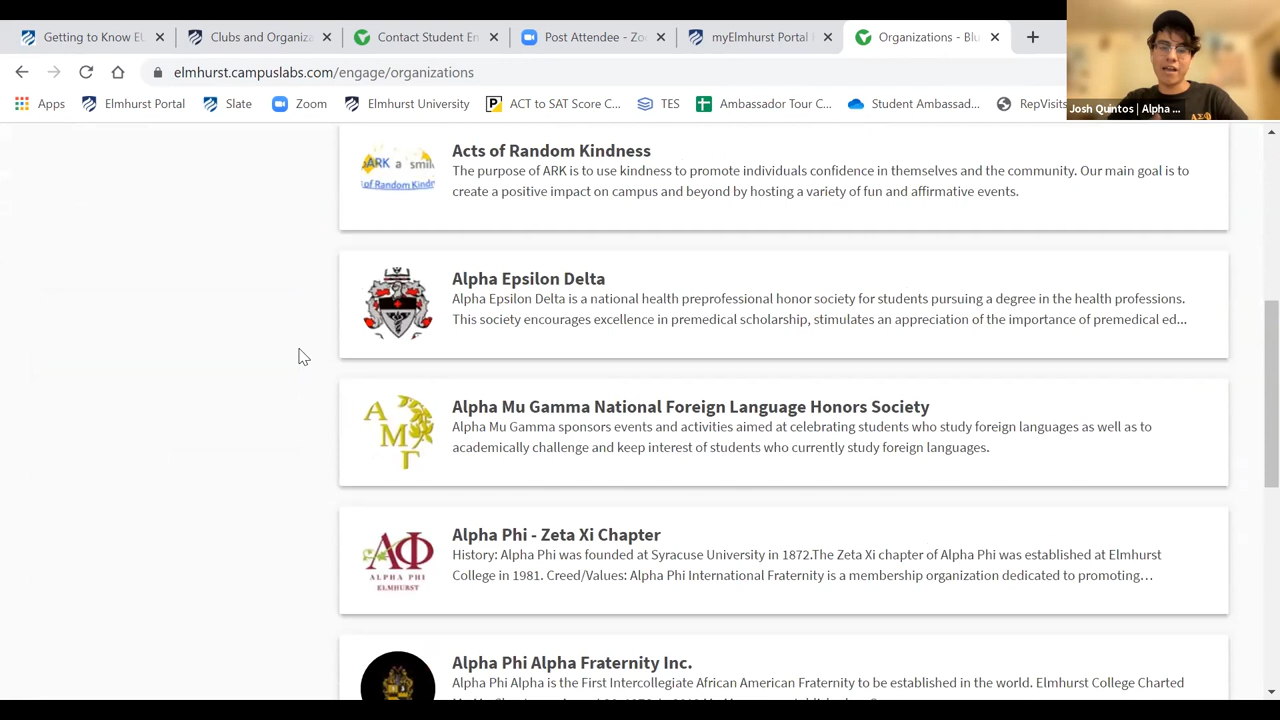 Getting to Know EU
Clubs and Organiza
Contact Student En
Post Attendee - Zo
myElmhurst Portal
Organizations - Blu
elmhurst.campuslabs.com/engage/organizations
Apps
Elmhurst Portal
Slate
Zoom
Elmhurst University
ACT to SAT Score C...
TES
Ambassador Tour C...
Student Ambassad...
RepVisits
Josh Quintos | Alpha ...
ARK a smil
of Random Kindn
Acts of Random Kindness
The purpose of ARK is to use kindness to promote individuals confidence in themselves and the community. Our main goal is to
create a positive impact on campus and beyond by hosting a variety of fun and affirmative events.
Alpha Epsilon Delta
Alpha Epsilon Delta is a national health preprofessional honor society for students pursuing a degree in the health professions.
This society encourages excellence in premedical scholarship, stimulates an appreciation of the importance of premedical ed...
Α Μ Γ
Alpha Mu Gamma National Foreign Language Honors Society
Alpha Mu Gamma sponsors events and activities aimed at celebrating students who study foreign languages as well as to
academically challenge and keep interest of students who currently study foreign languages.
ΑΦ
ALPHA PHI
ELMHURST
Alpha Phi - Zeta Xi Chapter
History: Alpha Phi was founded at Syracuse University in 1872.The Zeta Xi chapter of Alpha Phi was established at Elmhurst
College in 1981. Creed/Values: Alpha Phi International Fraternity is a membership organization dedicated to promoting...
Alpha Phi Alpha Fraternity Inc.
Alpha Phi Alpha is the First Intercollegiate African American Fraternity to be established in the world. Elmhurst College Charted